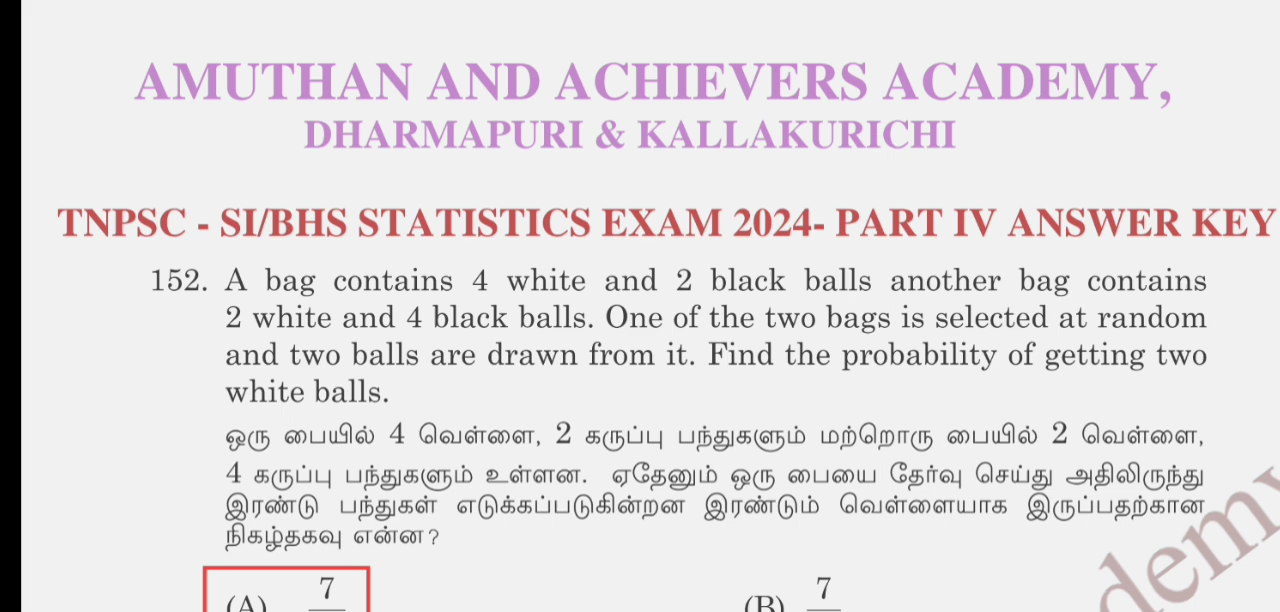 AMUTHAN AND ACHIEVERS ACADEMY,
DHARMAPURI & KALLAKURICHI
TNPSC - SI/BHS STATISTICS EXAM 2024- PART IV ANSWER KEY
152. A bag contains 4 white and 2 black balls another bag contains
2 white and 4 black balls. One of the two bags is selected at random
and two balls are drawn from it. Find the probability of getting two
white balls.
ஒரு பையில் 4 வெள்ளை, 2 கருப்பு பந்துகளும் மற்றொரு பையில் 2 வெள்ளை,
4 கருப்பு பந்துகளும் உள்ளன. ஏதேனும் ஒரு பையை தேர்வு செய்து அதிலிருந்து
இரண்டு பந்துகள் எடுக்கப்படுகின்றன இரண்டும் வெள்ளையாக இருப்பதற்கான
நிகழ்தகவு என்ன?
(A) 7 (B) 7